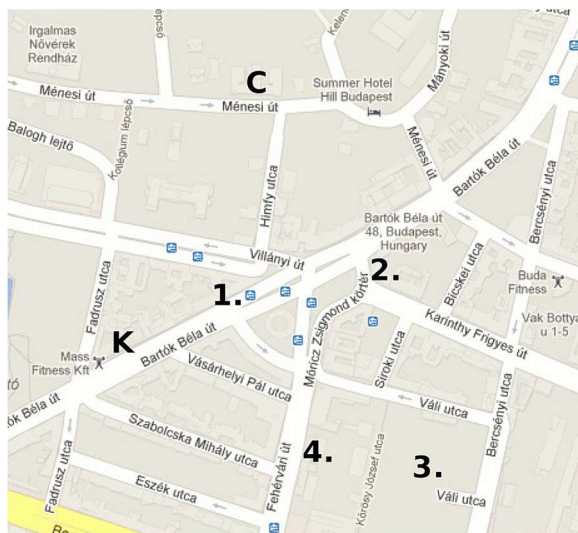 Irgalmas
Nővérek
Rendház
C
Summer Hotel
Hill Budapest
Mányoki út
Ménesi út
Ménesi út
Balogh lejtő
Kollégium lépcső
Himfy utca
Ménesi út
Bartók Béla út
Bercsényi utca
Bartók Béla út
48, Budapest,
Hungary
Villányi út
1.
2.
Bicskei utca
Buda
Fitness
Fadrusz utca
Móricz Zsigmond körtér
Karinthy Frigyes út
Vak Bottya
u 1-5
K
Mass
Fitness Kft
Bartók Béla út
Vásárhelyi Pál utca
Siroki utca
Váli utca
Bercsényi utca
ók Béla út
Szabolcska Mihály utca
Fadrusz utca
Eszék utca
Fehérvári út
4.
Kőrösy József utca
3.
Váli utca